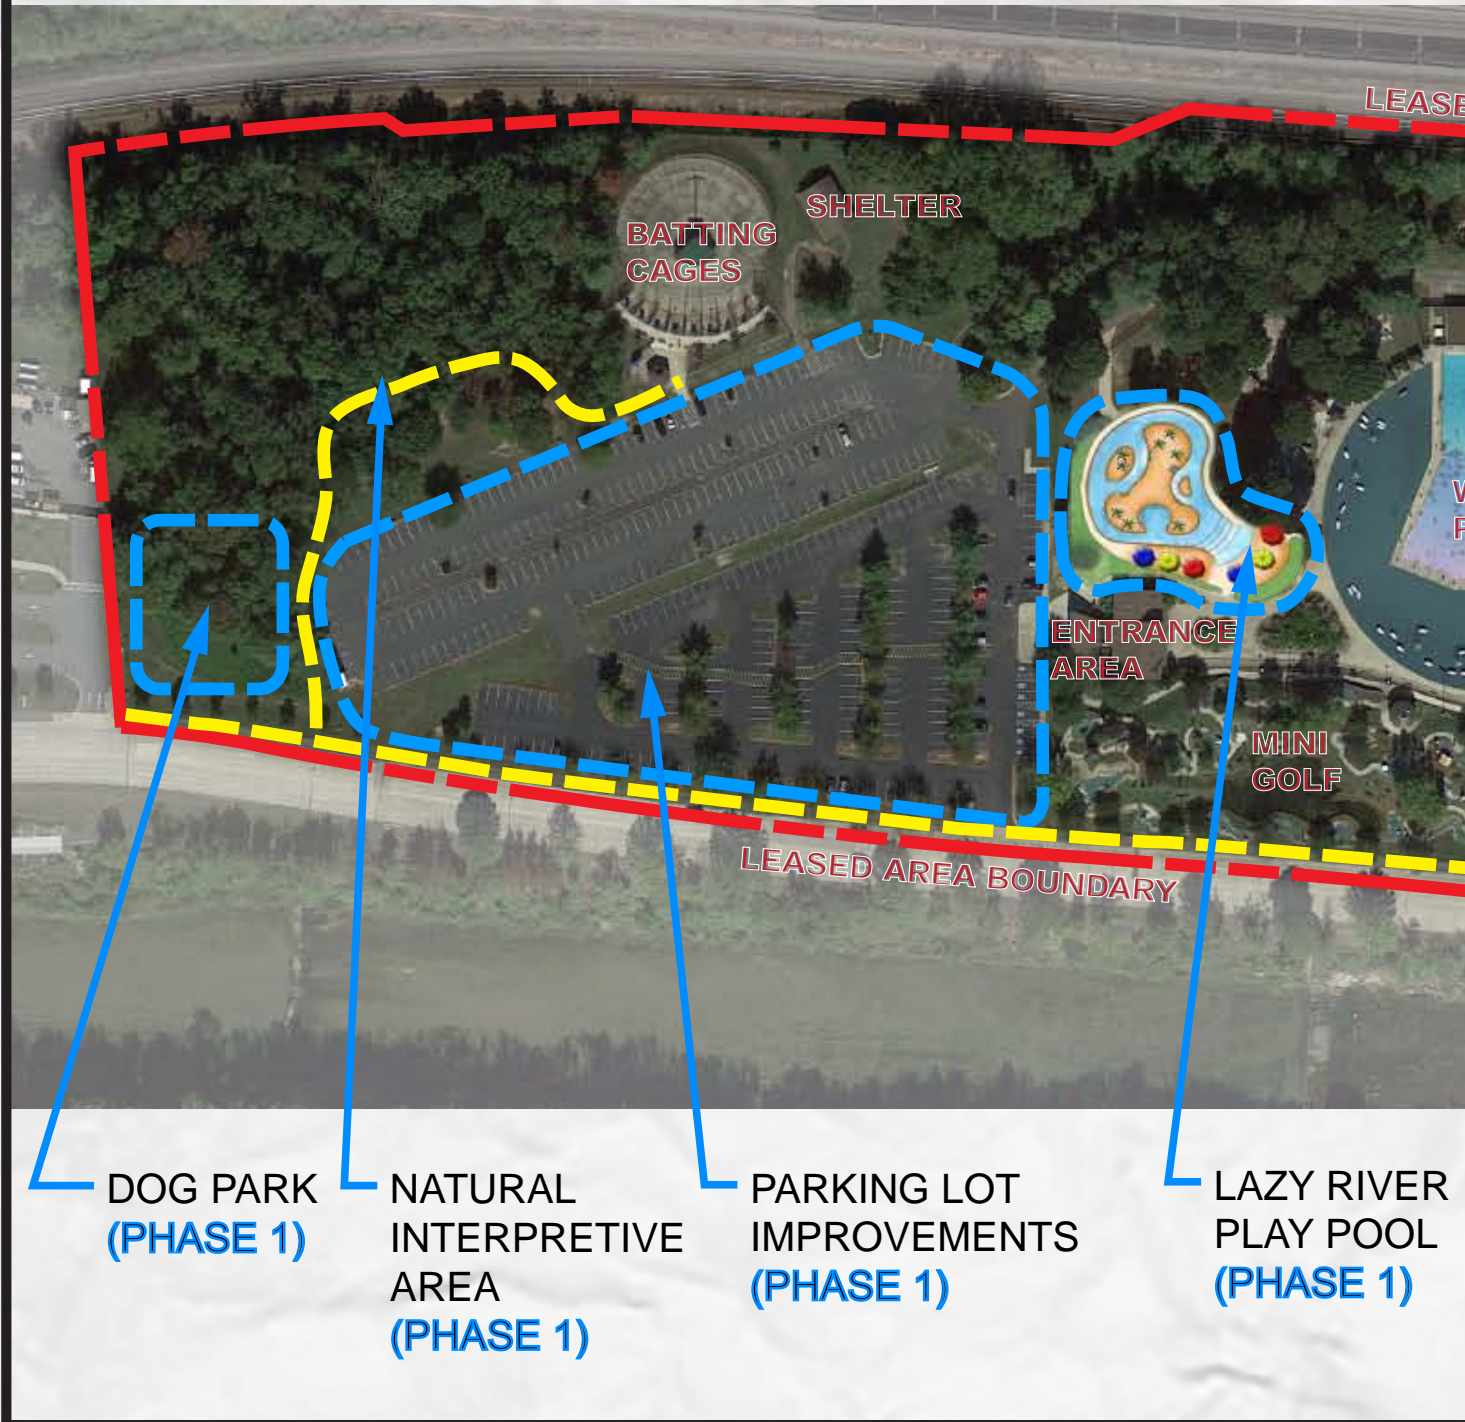 LEASE
SHELTER
BATTING
CAGES
ENTRANCE
AREA
MINI
GOLF
LEASED AREA BOUNDARY
DOG PARK
(PHASE 1)
NATURAL
INTERPRETIVE
AREA
(PHASE 1)
PARKING LOT
IMPROVEMENTS
(PHASE 1)
LAZY RIVER
PLAY POOL
(PHASE 1)